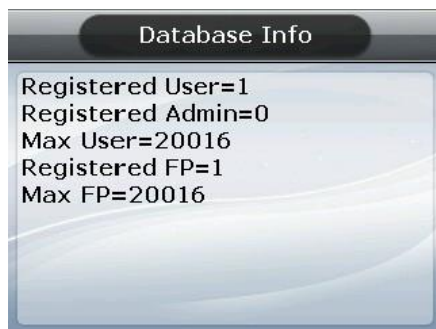 Database Info
Registered User=1
Registered Admin=0
Max User=20016
Registered FP=1
Max FP=20016